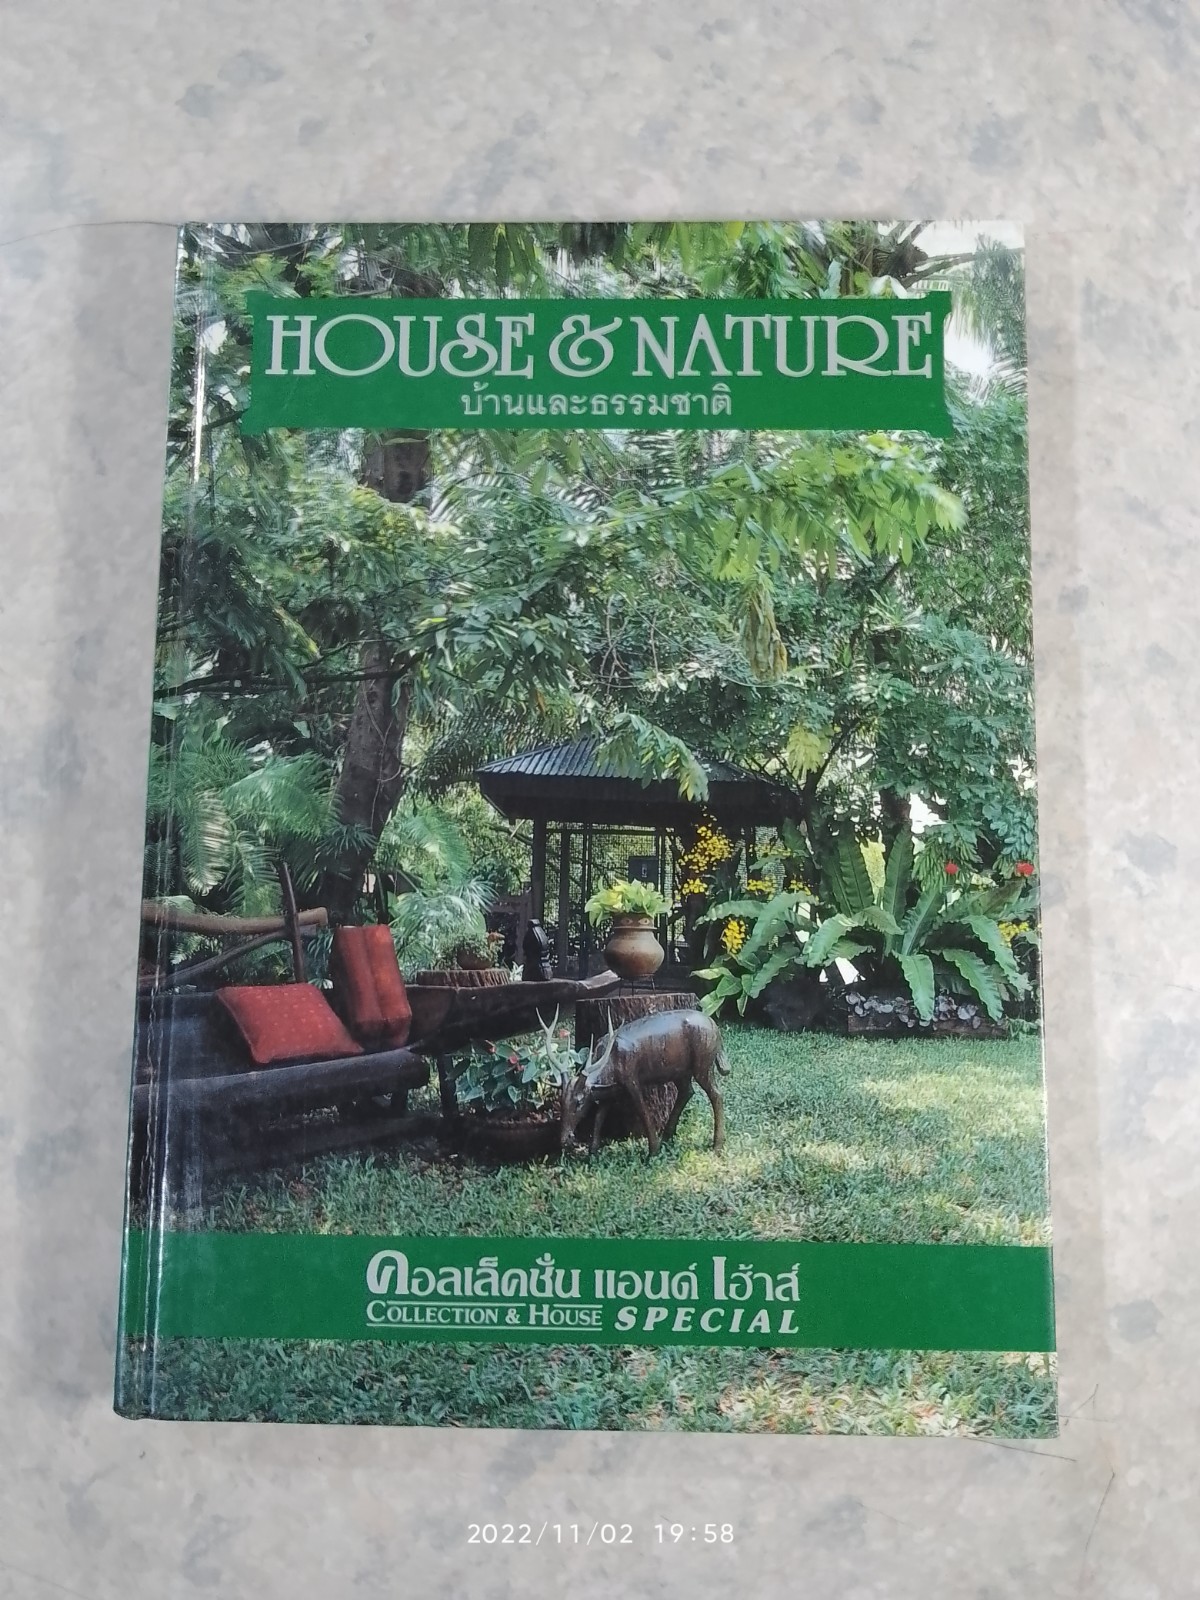 HOUSE & NATURE
บ้านและธรรมชาติ
คอลเล็คชั่น แอนด์ เฮ้าส์
COLLECTION & HOUSE SPECIAL
2022/11/02 19:58